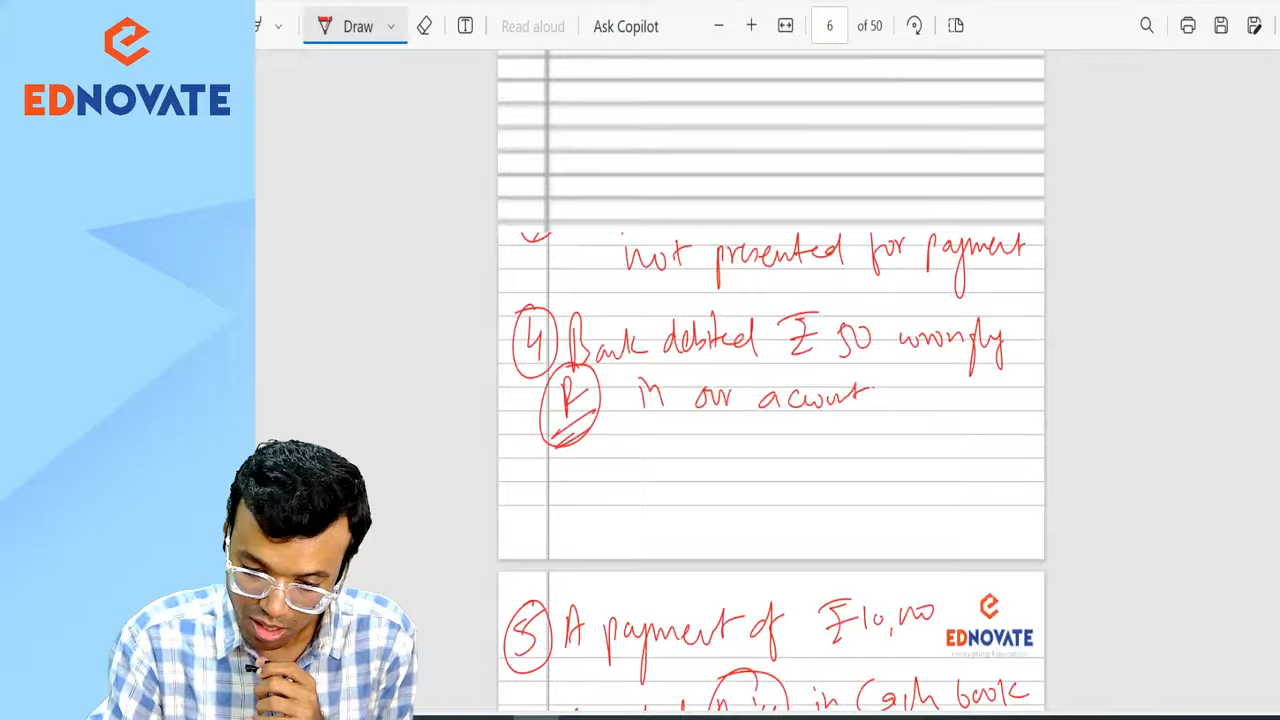 Draw
Read aloud
Ask Copilot
6
of 50
EDNOVATE
not presented for payment
4 Bank debited ₹ 50 wrongly
P in our account
5 A payment of ₹10,
EDNOVATE
in Cash book